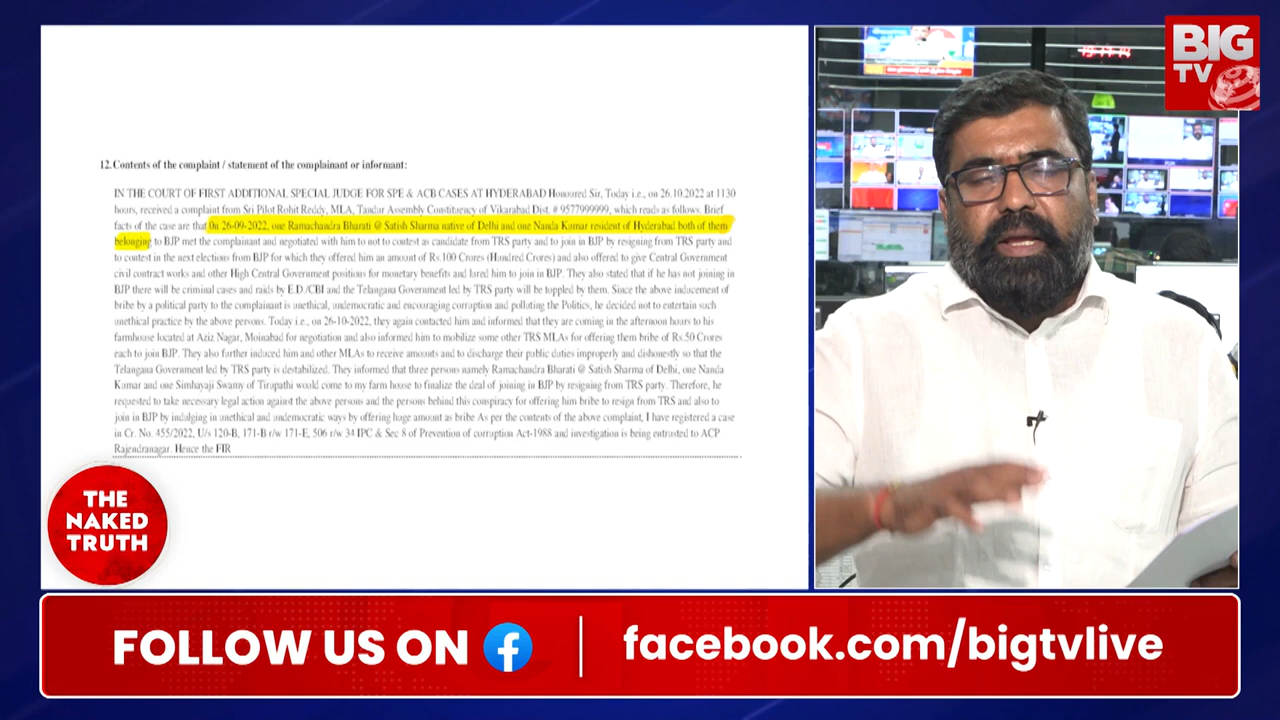 BIG
TV
12. Contents of the complaint / statement of the complainant or informant:
IN THE COURT OF FIRST ADDITIONAL SPECIAL JUDGE FOR SPE & ACB CASES AT HYDERABAD Honoured Sir, Today i.e., on 26.10.2022 at 1130
hours, received a complaint from Sri Pilot Rohit Reddy, MLA, Tandur Assembly Constituency of Vikarabad Dist. # 9577999999, which reads as follows. Brief
facts of the case are that On 26-09-2022, one Ramachandra Bharati @ Satish Sharma native of Delhi and one Nanda Kumar resident of Hyderabad both of them
belonging to BJP met the complainant and negotiated with him to not to contest as candidate from TRS party and to join in BJP by resigning from TRS party and
to contest in the next elections from BJP for which they offered him an amount of Rs.100 Crores (Hundred Crores) and also offered to give Central Government
civil contract works and other High Central Government positions for monetary benefits and lured him to join in BJP. They also stated that if he has not joining in
BJP there will be criminal cases and raids by E.D./CBI and the Telangana Government led by TRS party will be toppled by them. Since the above inducement of
bribe by a political party to the complainant is unethical, undemocratic and encouraging corruption and polluting the Politics, he decided not to entertain such
unethical practice by the above persons. Today i.e., on 26-10-2022, they again contacted him and informed that they are coming in the afternoon hours to his
farmhouse located at Aziz Nagar, Moinabad for negotiation and also informed him to mobilize some other TRS MLAs for offering them bribe of Rs.50 Crores
each to join BJP. They also further induced him and other MLAs to receive amounts and to discharge their public duties improperly and dishonestly so that the
Telangana Government led by TRS party is destabilized. They informed that three persons namely Ramachandra Bharati @ Satish Sharma of Delhi, one Nanda
Kumar and one Simhayaji Swamy of Tirupathi would come to my farm house to finalize the deal of joining in BJP by resigning from TRS party. Therefore, he
requested to take necessary legal action against the above persons and the persons behind this conspiracy for offering him bribe to resign from TRS and also to
join in BJP by indulging in unethical and undemocratic ways by offering huge amount as bribe As per the contents of the above complaint, I have registered a case
in Cr. No. 455/2022, U/s 120-B, 171-B r/w 171-E, 506 r/w 34 IPC & Sec 8 of Prevention of corruption Act-1988 and investigation is being entrusted to ACP
Rajendranagar. Hence the FIR
THE
NAKED
TRUTH
FOLLOW US ON
facebook.com/bigtvlive